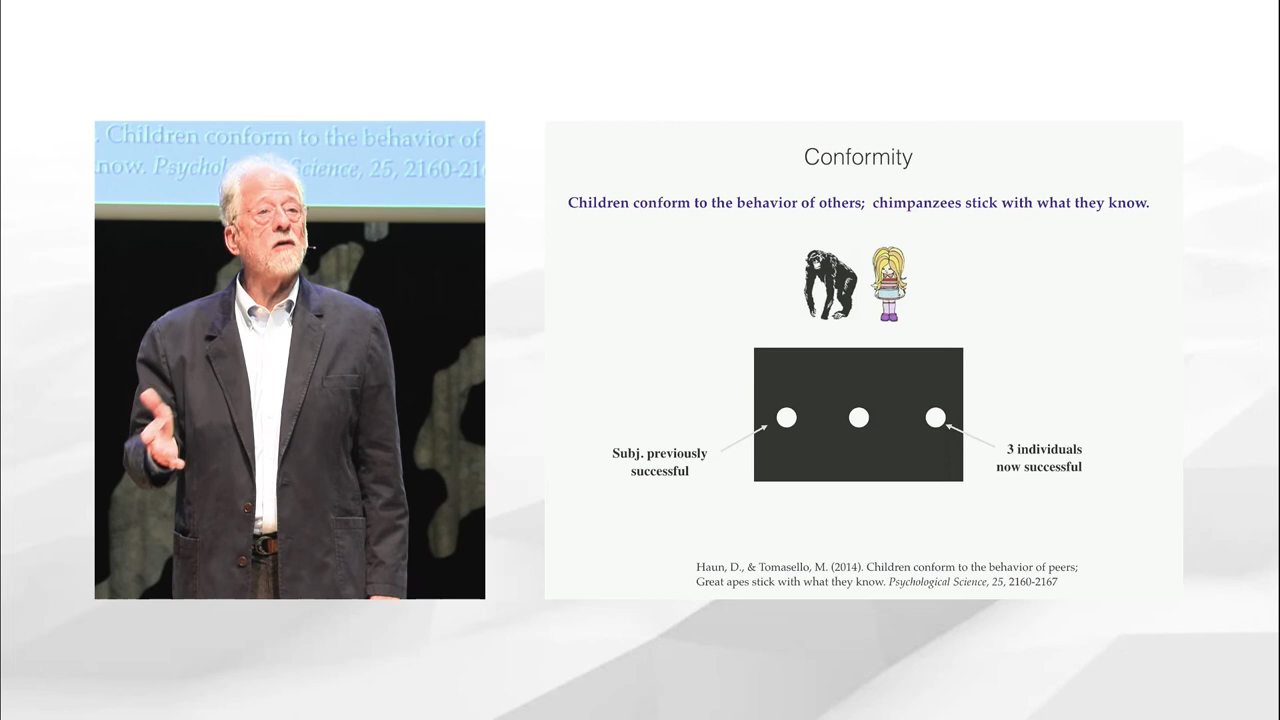 . Children conform to the behavior of
now. Psychol Science, 25, 2160-216
Conformity
Children conform to the behavior of others;  chimpanzees stick with what they know.
Subj. previously
successful
3 individuals
now successful
Haun, D., & Tomasello, M. (2014). Children conform to the behavior of peers;
Great apes stick with what they know. Psychological Science, 25, 2160-2167